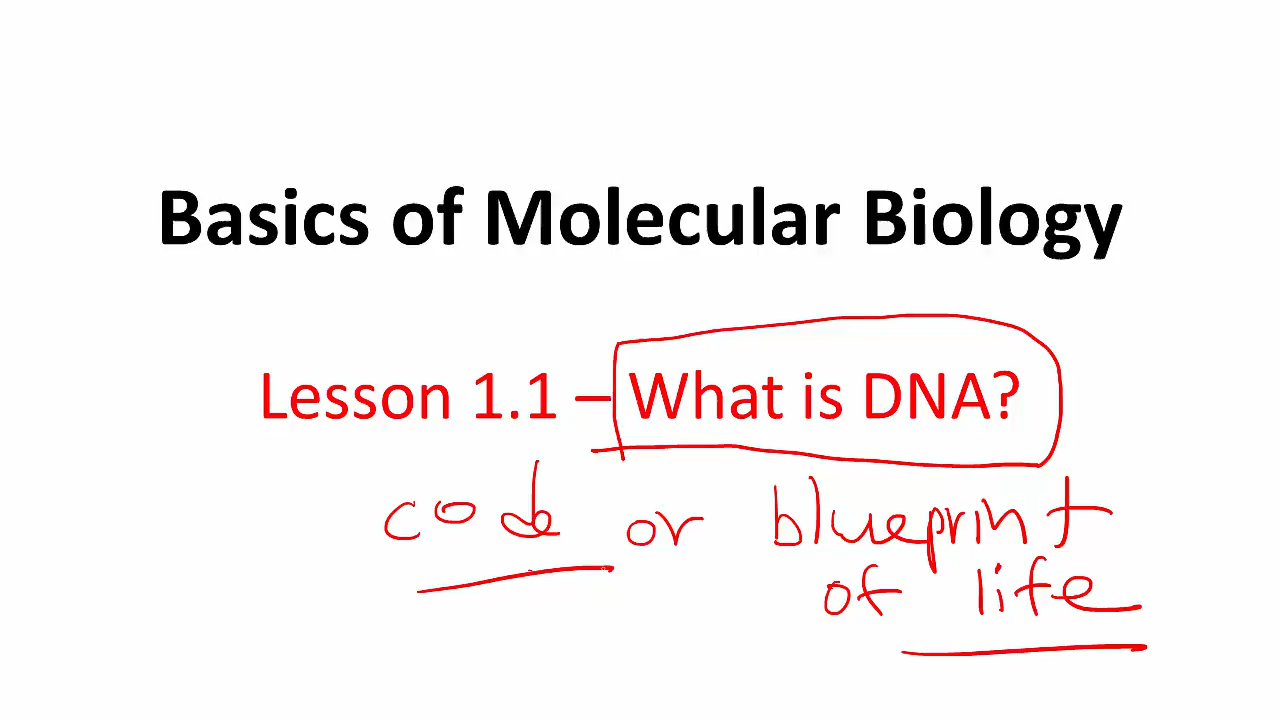 Basics of Molecular Biology
Lesson 1.1 – What is DNA?
code or blueprint
of life